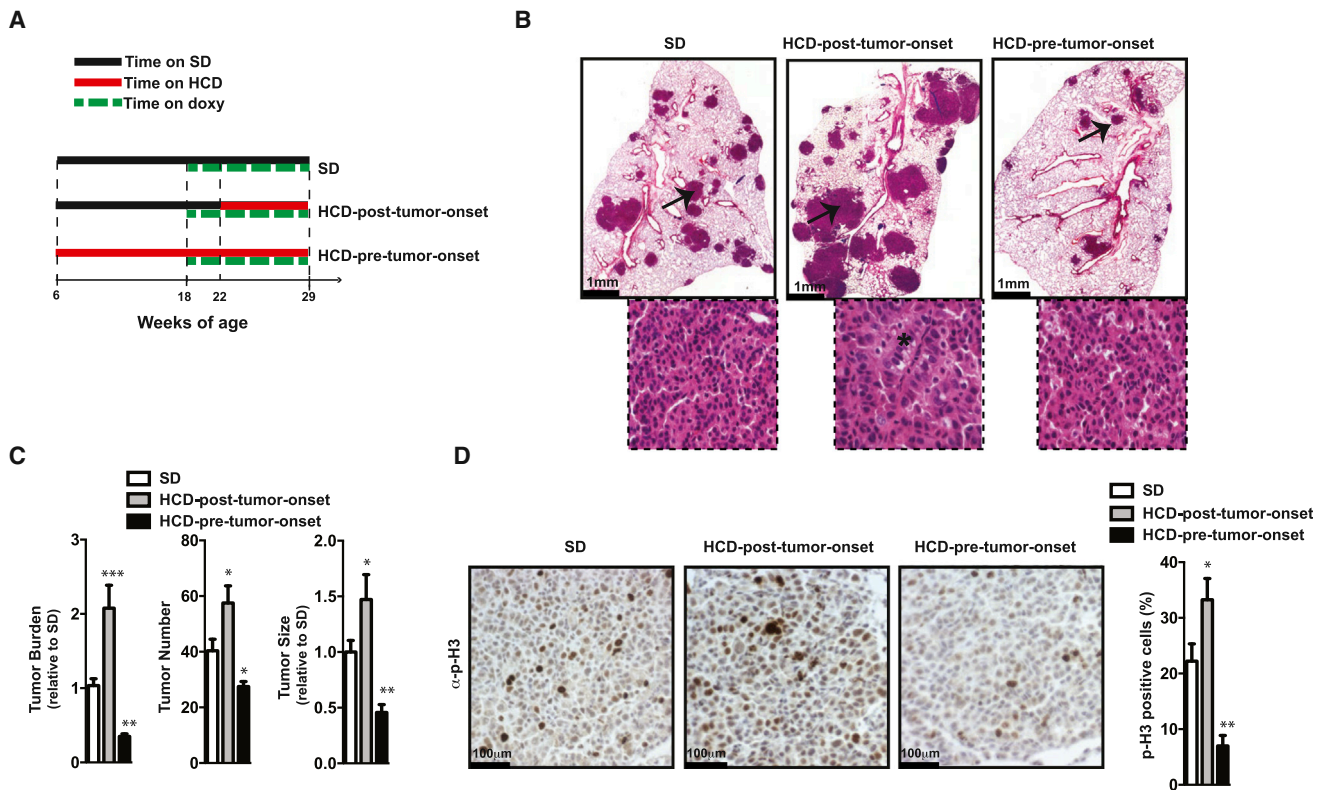 A
Time on SD
Time on HCD
Time on doxy
SD
HCD-post-tumor-onset
HCD-pre-tumor-onset
6 18 22 29
Weeks of age
B
SD HCD-post-tumor-onset HCD-pre-tumor-onset
1mm 1mm 1mm
*
C
SD
HCD-post-tumor-onset
HCD-pre-tumor-onset
Tumor Burden
(relative to SD)
3
2
1
0
***
**
Tumor Number
80
60
40
20
0
*
*
Tumor Size
(relative to SD)
2.0
1.5
1.0
0.5
0
*
**
D
SD HCD-post-tumor-onset HCD-pre-tumor-onset
α-p-H3
100μm 100μm 100μm
SD
HCD-post-tumor-onset
HCD-pre-tumor-onset
p-H3 positive cells (%)
40
30
20
10
0
*
**